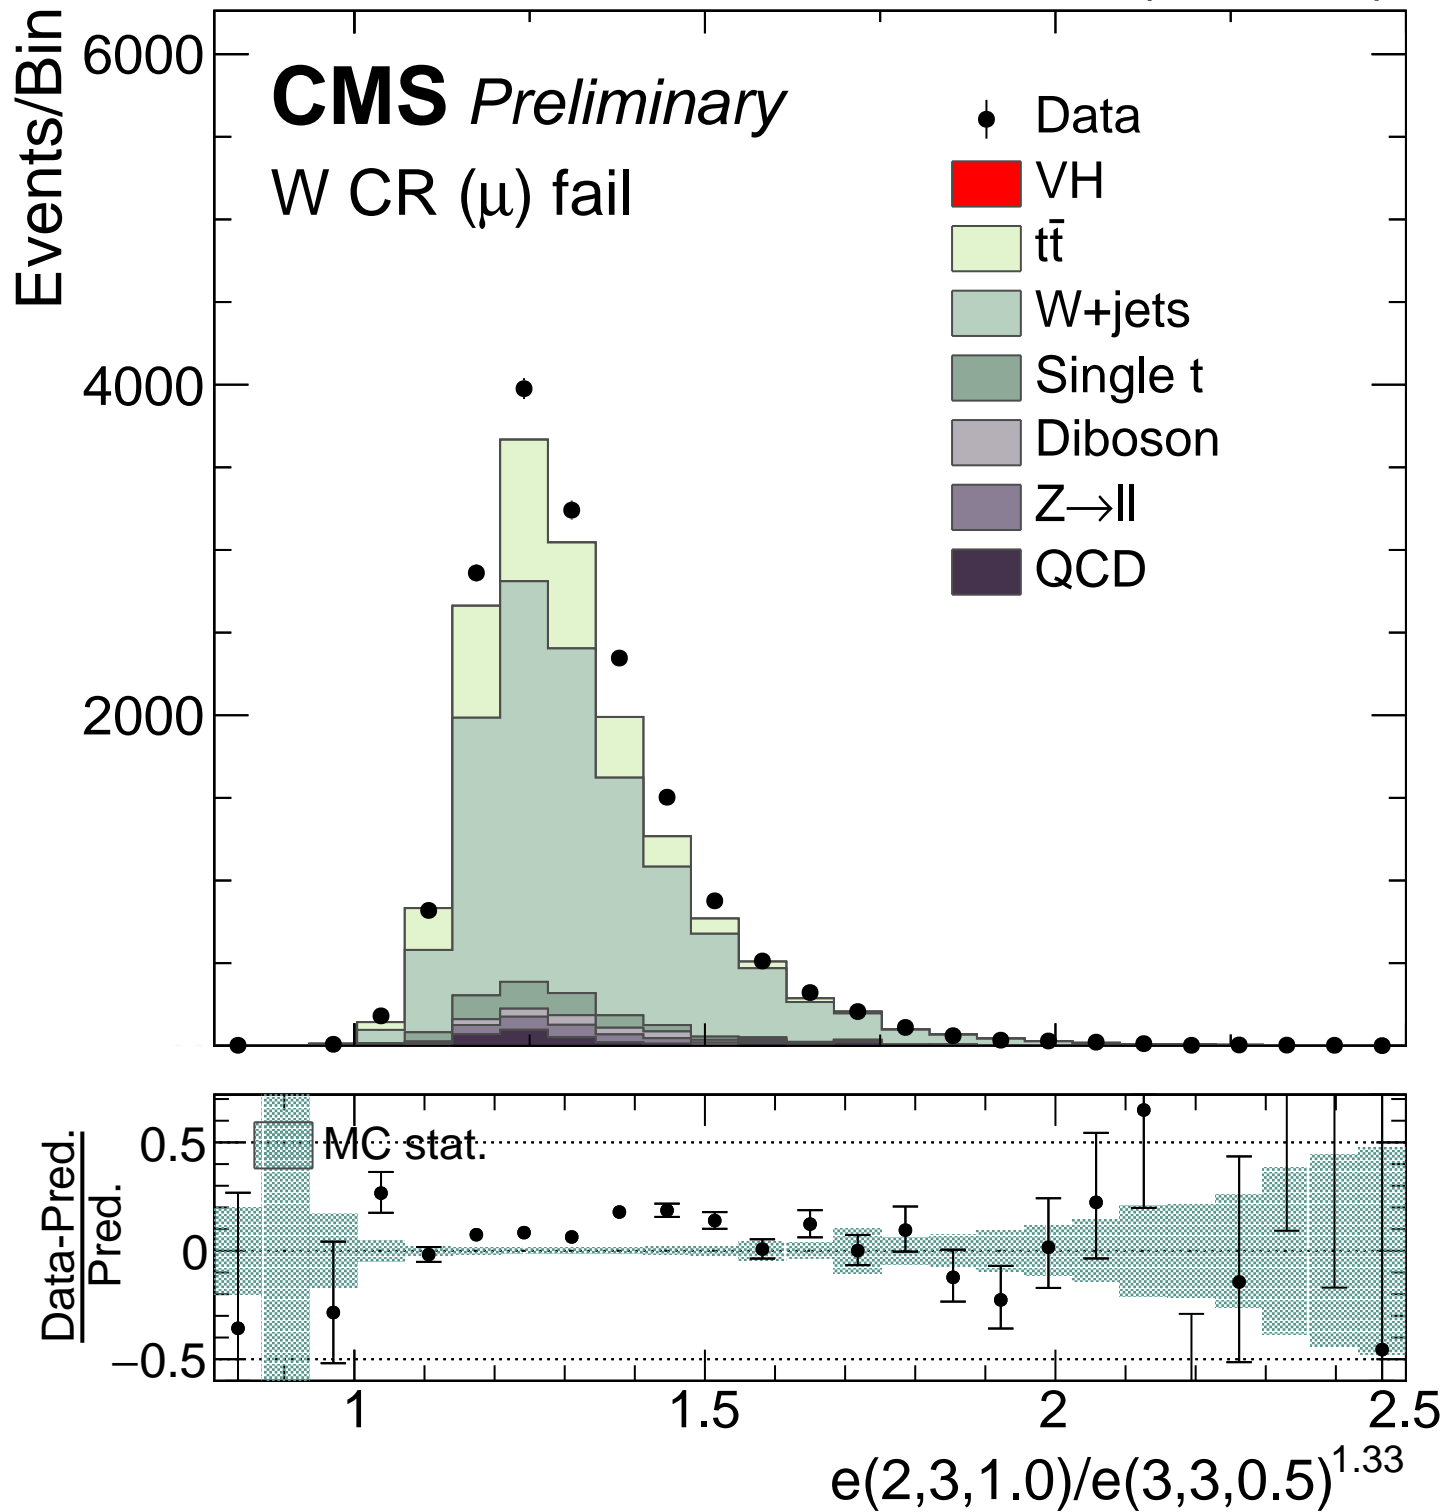 Events/Bin
6000
4000
2000
CMS Preliminary
W CR (μ) fail
Data
VH
tt̄
W+jets
Single t
Diboson
Z→ll
QCD
Data-Pred.
Pred.
0.5
0
−0.5
MC stat.
1
1.5
2
2.5
e(2,3,1.0)/e(3,3,0.5)^1.33